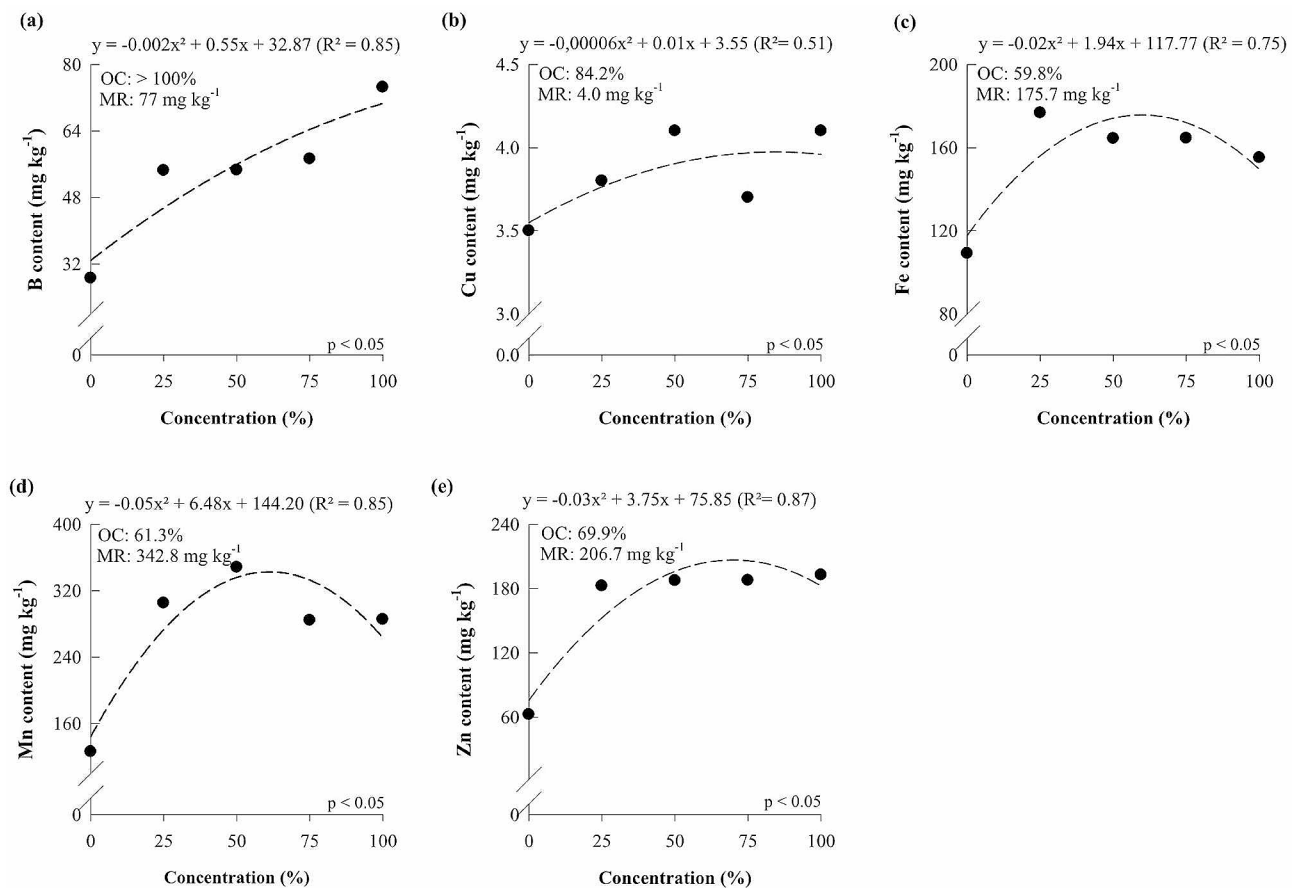 (a)
y = -0.002x² + 0.55x + 32.87 (R² = 0.85)
OC: > 100%
MR: 77 mg kg⁻¹
B content (mg kg⁻¹)
80
64
48
32
0
p < 0.05
0 25 50 75 100
Concentration (%)
(b)
y = -0,00006x² + 0.01x + 3.55 (R²= 0.51)
OC: 84.2%
MR: 4.0 mg kg⁻¹
Cu content (mg kg⁻¹)
4.5
4.0
3.5
3.0
0.0
p < 0.05
0 25 50 75 100
Concentration (%)
(c)
y = -0.02x² + 1.94x + 117.77 (R² = 0.75)
OC: 59.8%
MR: 175.7 mg kg⁻¹
Fe content (mg kg⁻¹)
200
160
120
80
0
p < 0.05
0 25 50 75 100
Concentration (%)
(d)
y = -0.05x² + 6.48x + 144.20 (R² = 0.85)
OC: 61.3%
MR: 342.8 mg kg⁻¹
Mn content (mg kg⁻¹)
400
320
240
160
0
p < 0.05
0 25 50 75 100
Concentration (%)
(e)
y = -0.03x² + 3.75x + 75.85 (R²= 0.87)
OC: 69.9%
MR: 206.7 mg kg⁻¹
Zn content (mg kg⁻¹)
240
180
120
60
0
p < 0.05
0 25 50 75 100
Concentration (%)